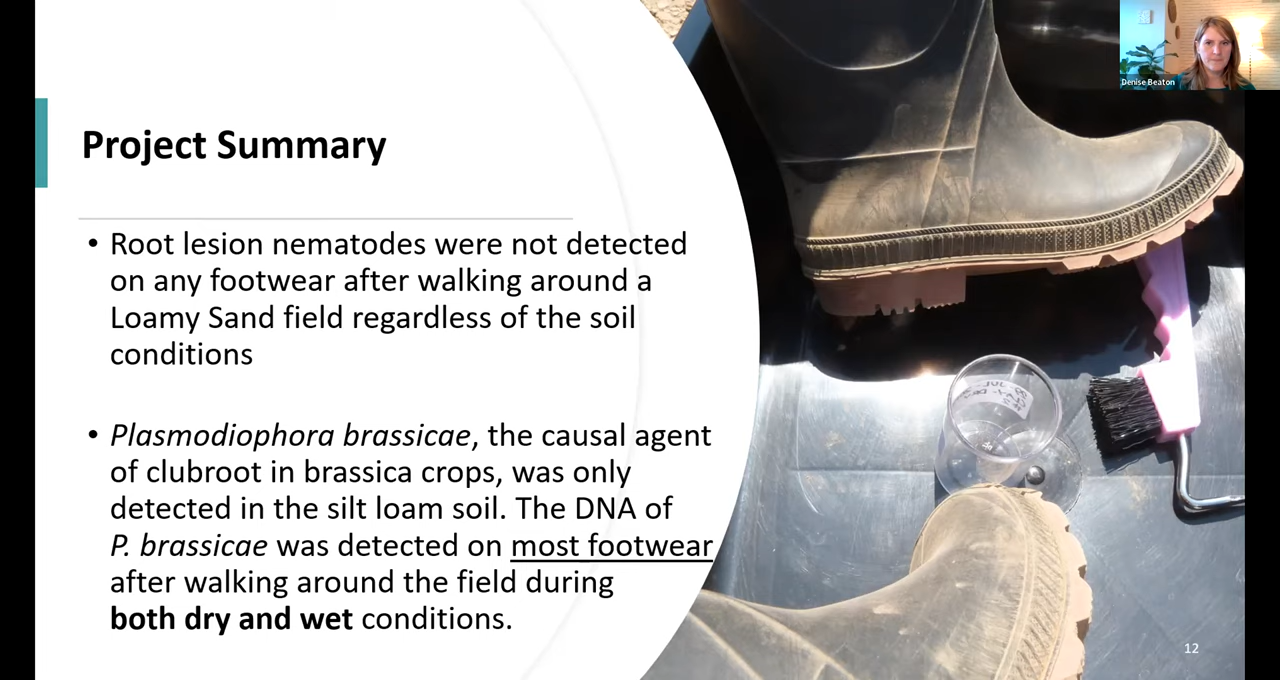 Denise Beaton
Project Summary
• Root lesion nematodes were not detected
on any footwear after walking around a
Loamy Sand field regardless of the soil
conditions
• Plasmodiophora brassicae, the causal agent
of clubroot in brassica crops, was only
detected in the silt loam soil. The DNA of
P. brassicae was detected on most footwear
after walking around the field during
both dry and wet conditions.
12